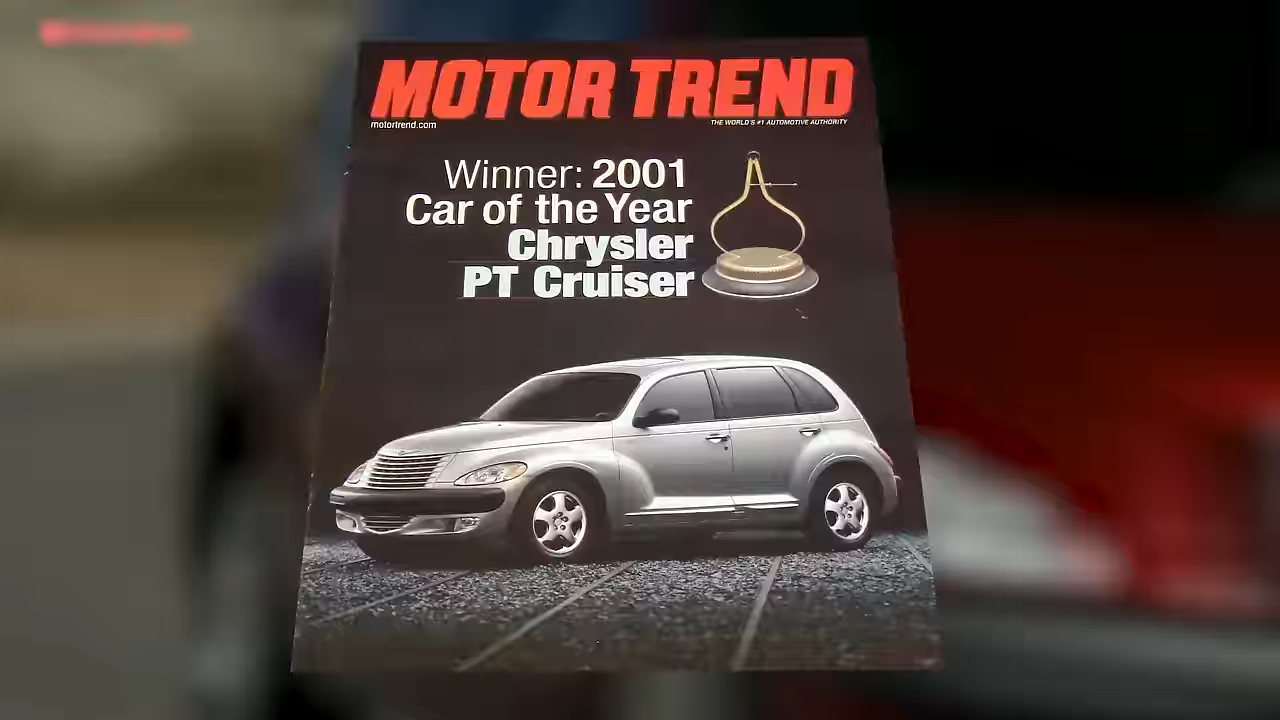 MOTOR TREND
motortrend.com
THE WORLD'S #1 AUTOMOTIVE AUTHORITY
Winner: 2001
Car of the Year
Chrysler
PT Cruiser